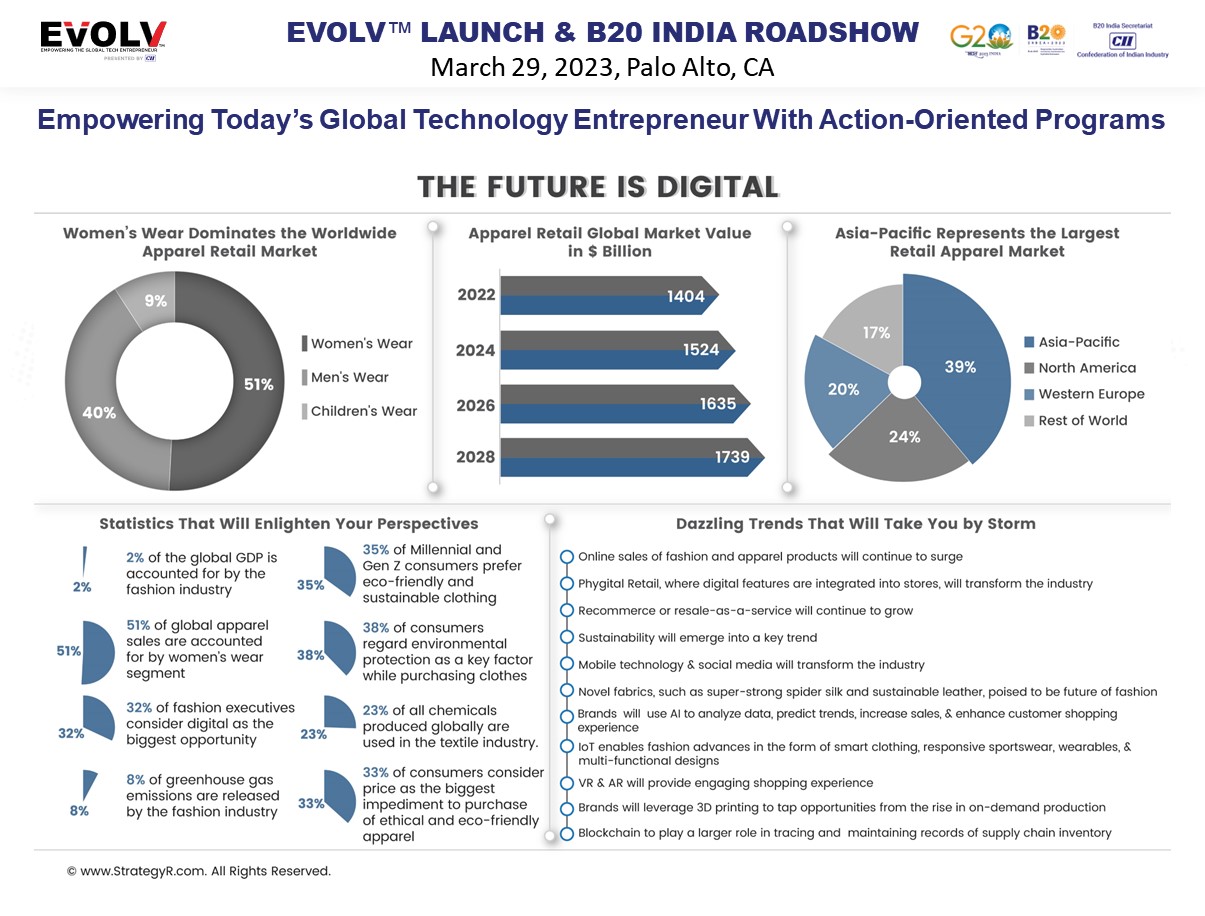 EVOLV™
EMPOWERING THE GLOBAL TECH ENTREPRENEUR
PRESENTED BY CII
EVOLV™ LAUNCH & B20 INDIA ROADSHOW
March 29, 2023, Palo Alto, CA
G20
B20
B20 India Secretariat
CII
Confederation of Indian Industry
Empowering Today's Global Technology Entrepreneur With Action-Oriented Programs
THE FUTURE IS DIGITAL
Women's Wear Dominates the Worldwide
Apparel Retail Market
9%
51%
40%
Women's Wear
Men's Wear
Children's Wear
Apparel Retail Global Market Value
in $ Billion
2022 1404
2024 1524
2026 1635
2028 1739
Asia-Pacific Represents the Largest
Retail Apparel Market
17%
39%
20%
24%
Asia-Pacific
North America
Western Europe
Rest of World
Statistics That Will Enlighten Your Perspectives
2%
2% of the global GDP is
accounted for by the
fashion industry
51%
51% of global apparel
sales are accounted
for by women's wear
segment
32%
32% of fashion executives
consider digital as the
biggest opportunity
8%
8% of greenhouse gas
emissions are released
by the fashion industry
35%
35% of Millennial and
Gen Z consumers prefer
eco-friendly and
sustainable clothing
38%
38% of consumers
regard environmental
protection as a key factor
while purchasing clothes
23%
23% of all chemicals
produced globally are
used in the textile industry.
33%
33% of consumers consider
price as the biggest
impediment to purchase
of ethical and eco-friendly
apparel
Dazzling Trends That Will Take You by Storm
Online sales of fashion and apparel products will continue to surge
Phygital Retail, where digital features are integrated into stores, will transform the industry
Recommerce or resale-as-a-service will continue to grow
Sustainability will emerge into a key trend
Mobile technology & social media will transform the industry
Novel fabrics, such as super-strong spider silk and sustainable leather, poised to be future of fashion
Brands will use AI to analyze data, predict trends, increase sales, & enhance customer shopping
experience
IoT enables fashion advances in the form of smart clothing, responsive sportwear, wearables, &
multi-functional designs
VR & AR will provide engaging shopping experience
Brands will leverage 3D printing to tap opportunities from the rise in on-demand production
Blockchain to play a larger role in tracing and maintaining records of supply chain inventory
© www.StrategyR.com. All Rights Reserved.